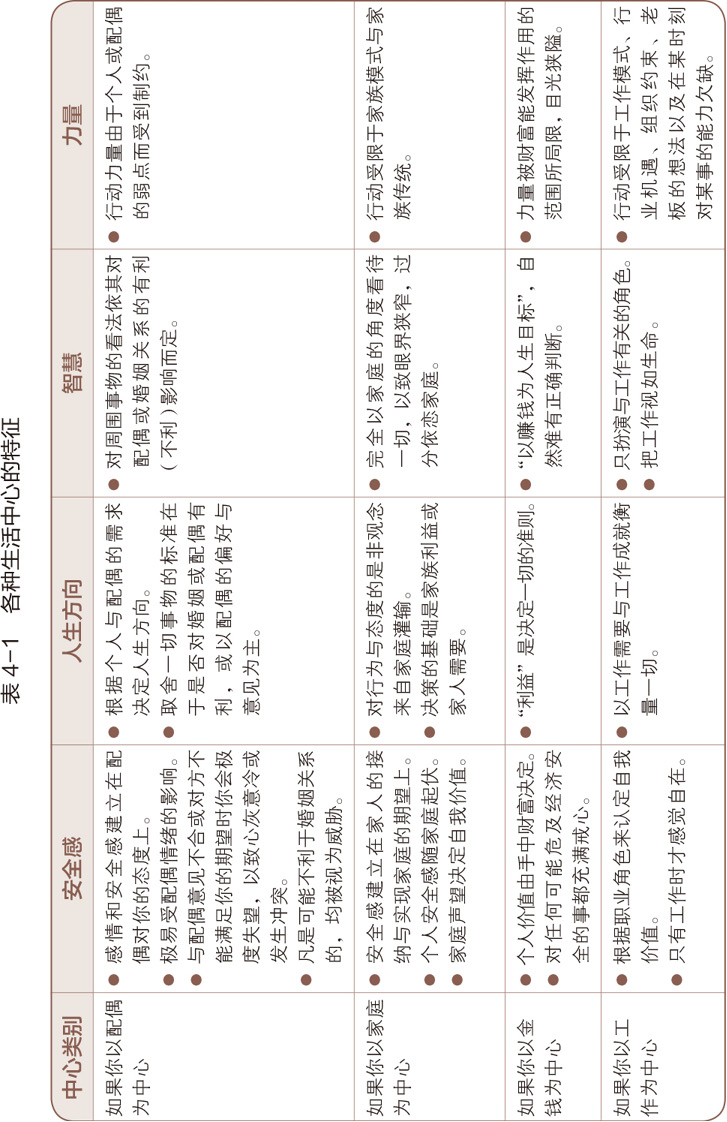 表4-1 各种生活中心的特征
中心类别 安全感 人生方向 智慧 力量
如果你以配偶
为中心
● 感情和安全感建立在配
偶对你的态度上。
● 极易受配偶情绪的影响。
● 与配偶意见不合或对方不
能满足你的期望时你会极
度失望，以致心灰意冷或
发生冲突。
● 凡是可能不利于婚姻关系
的，均被视为威胁。
● 根据个人与配偶的需求
决定人生方向。
● 取舍一切事物的标准在
于是否对婚姻或配偶有
利，或以配偶的偏好与
意见为主。
● 对周围事物的看法依其对
配偶或婚姻关系的有利
（不利）影响而定。
● 行动力量由于个人或配偶
的弱点而受到制约。
如果你以家庭
为中心
● 安全感建立在家人的接
纳与实现家庭的期望上。
● 个人安全感随家庭起伏。
● 家庭声望决定自我价值。
● 对行为与态度的是非观念
来自家庭灌输。
● 决策的基础是家族利益或
家人需要。
● 完全以家庭的角度看待
一切，以致眼界狭窄，过
分依恋家庭。
● 行动受限于家族模式与家
族传统。
如果你以金
钱为中心
● 个人价值由手中财富决定。
● 对任何可能危及经济安
全的事都充满戒心。
● “利益”是决定一切的准则。
● “以赚钱为人生目标”，自
然难有正确判断。
● 力量被财富能发挥作用的
范围所局限，目光狭隘。
如果你以工
作为中心
● 根据职业角色来认定自我
价值。
● 只有工作时才感觉自在。
● 以工作需要与工作成就衡
量一切。
● 只扮演与工作有关的角色。
● 把工作视如生命。
● 行动受限于工作模式、行
业机遇、组织约束、老
板的想法以及在某时刻
对某事的能力欠缺。